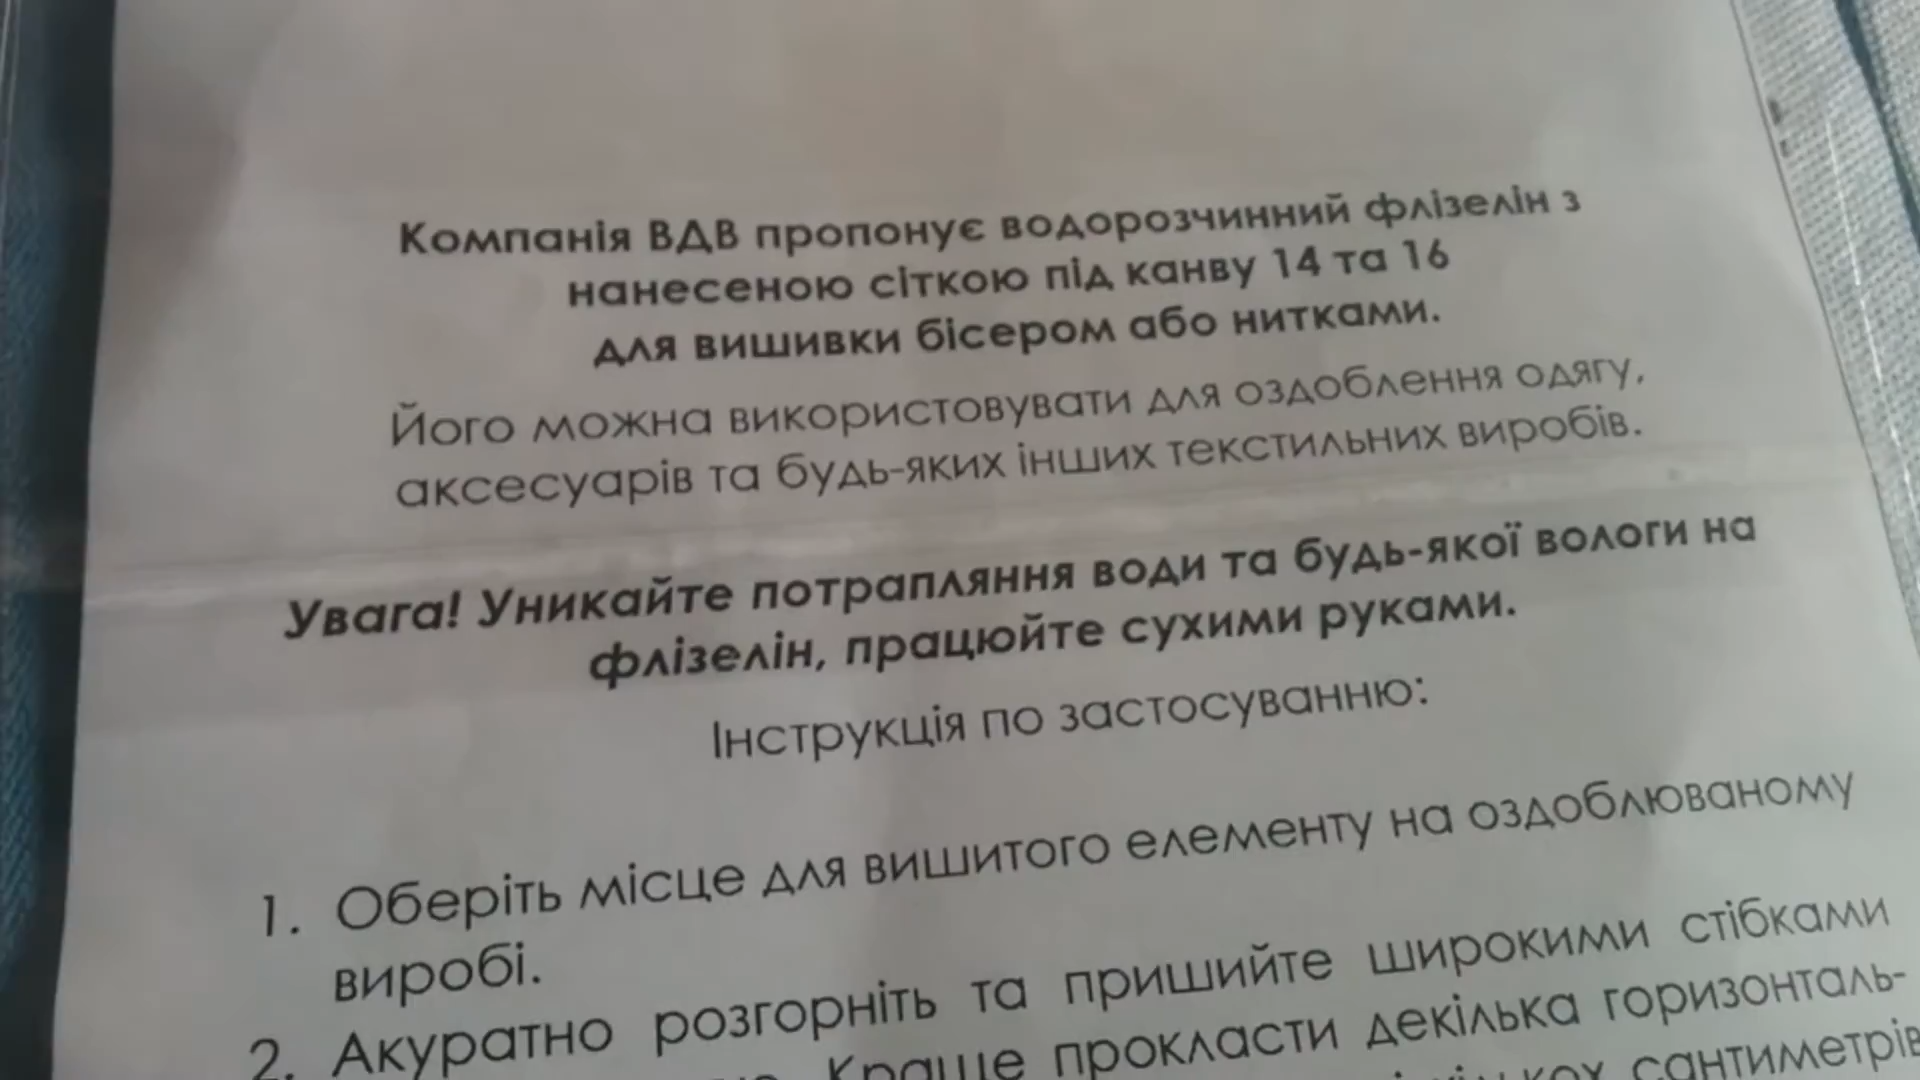 Компанія ВДВ пропонує водорозчинний флізелін з
нанесеною сіткою під канву 14 та 16
для вишивки бісером або нитками.
Його можна використовувати для оздоблення одягу,
аксесуарів та будь-яких інших текстильних виробів.
Увага! Уникайте потрапляння води та будь-якої вологи на
флізелін, працюйте сухими руками.
Інструкція по застосуванню:
1. Оберіть місце для вишитого елементу на оздоблюваному
виробі.
2. Акуратно розгорніть та пришийте широкими стібками
Краще прокласти декілька горизонталь-
сантиметрів